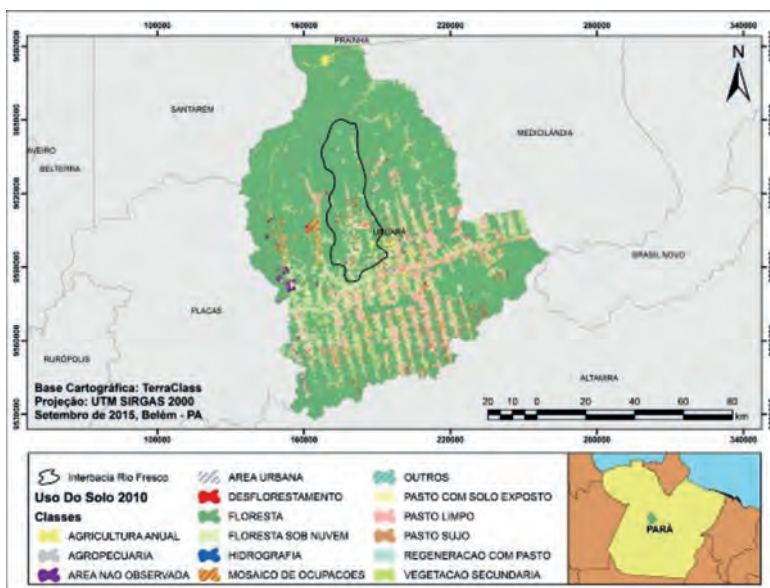 100000 160000 220000 280000 340000
PRAINHA
N
SANTARÉM
MEDICILÂNDIA
AVEIRO
BELTERRA
URUARÁ
BRASIL NOVO
PLACAS
RURÓPOLIS
ALTAMIRA
Base Cartográfica: TerraClass
Projeção: UTM SIRGAS 2000
Setembro de 2015, Belém - PA
20 10 0 20 40 60 80
km
100000 160000 220000 280000 340000
Interbacia Rio Fresco
Uso Do Solo 2010
Classes
AGRICULTURA ANUAL
AGROPECUARIA
AREA NAO OBSERVADA
AREA URBANA
DESFLORESTAMENTO
FLORESTA
FLORESTA SOB NUVEM
HIDROGRAFIA
MOSAICO DE OCUPACOES
OUTROS
PASTO COM SOLO EXPOSTO
PASTO LIMPO
PASTO SUJO
REGENERACAO COM PASTO
VEGETACAO SECUNDARIA
PARÁ